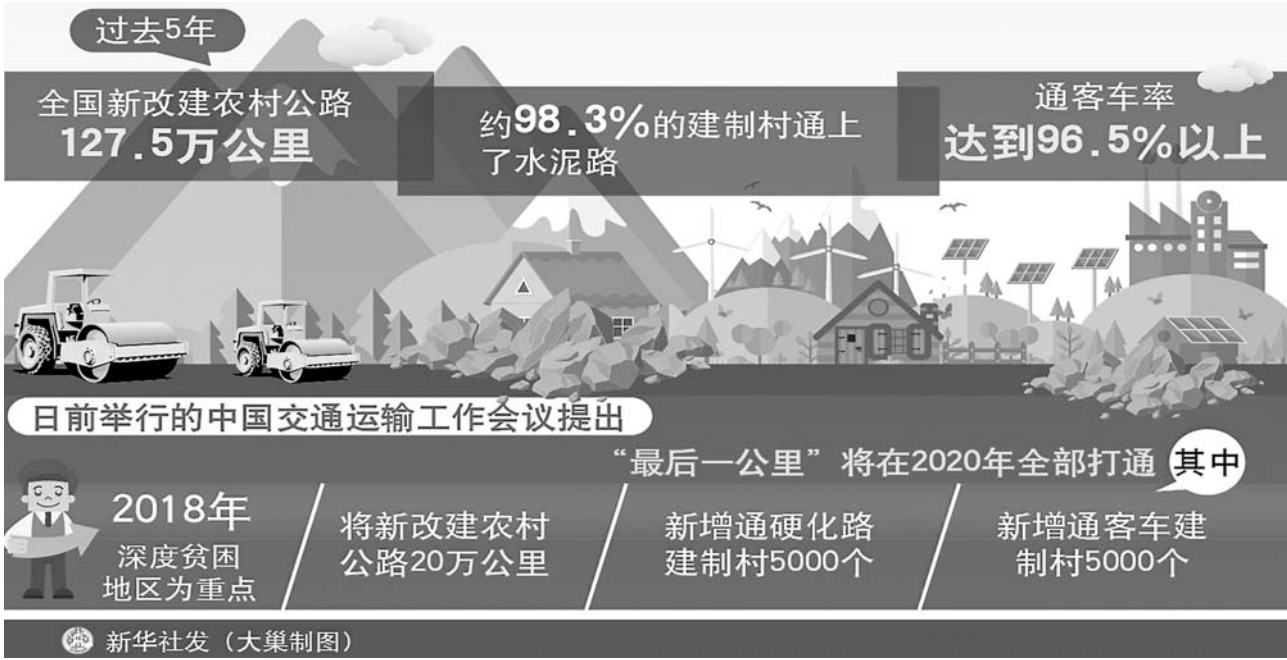 过去5年
全国新改建农村公路
127.5万公里
约98.3%的建制村通上
了水泥路
通客车率
达到96.5%以上
日前举行的中国交通运输工作会议提出
“最后一公里”将在2020年全部打通
其中
2018年
深度贫困
地区为重点
将新改建农村
公路20万公里
新增通硬化路
建制村5000个
新增通客车建
制村5000个
新华社发（大巢制图）